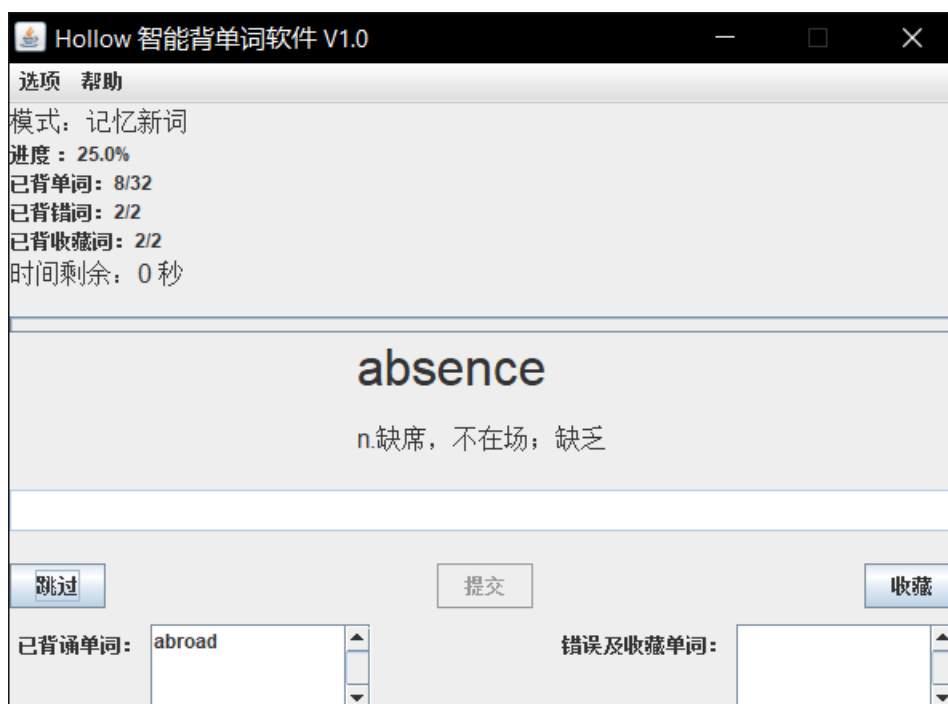 Hollow 智能背单词软件 V1.0
选项 帮助
模式：记忆新词
进度：25.0%
已背单词：8/32
已背错词：2/2
已背收藏词：2/2
时间剩余：0 秒
absence
n.缺席，不在场；缺乏
跳过 提交 收藏
已背诵单词： abroad 错误及收藏单词：